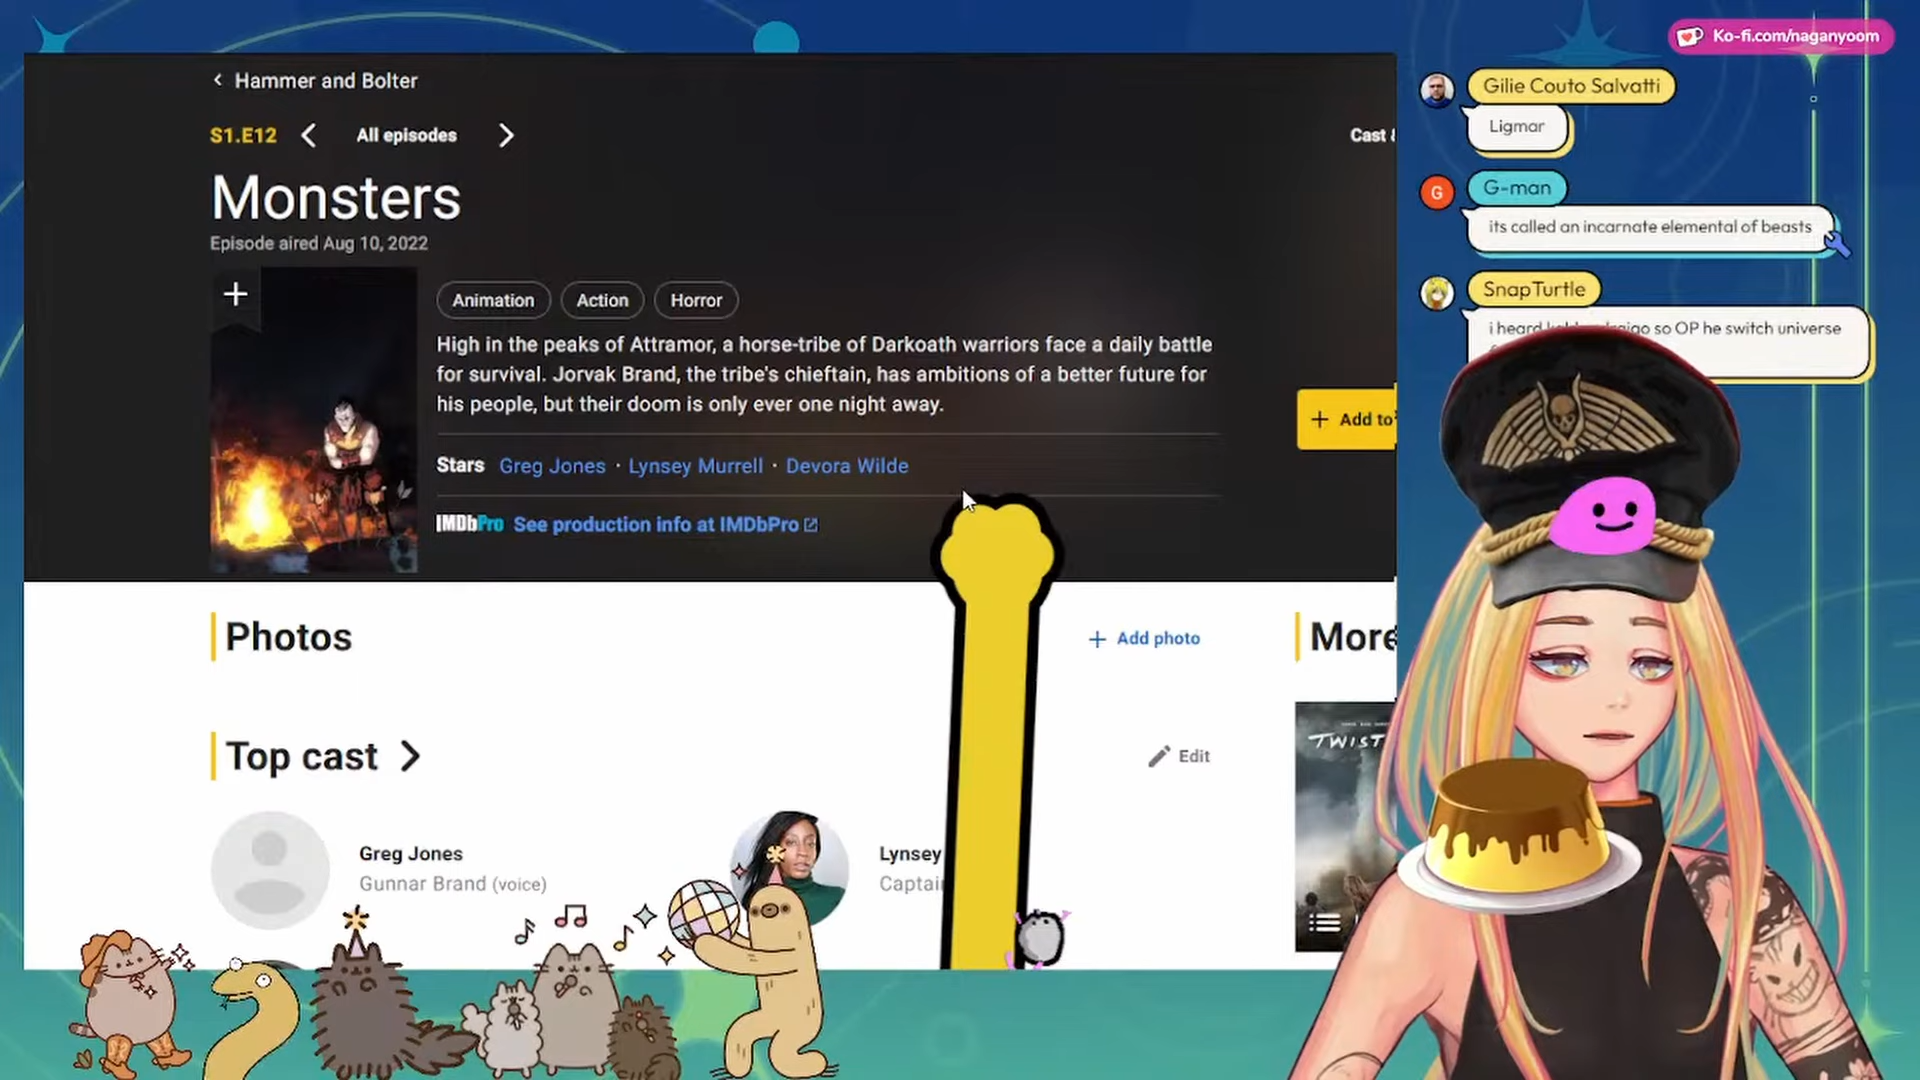 Ko-fi.com/naganyoom
Hammer and Bolter
S1.E12
All episodes
Cast
Monsters
Episode aired Aug 10, 2022
Animation
Action
Horror
High in the peaks of Attramor, a horse-tribe of Darkoath warriors face a daily battle
for survival. Jorvak Brand, the tribe's chieftain, has ambitions of a better future for
his people, but their doom is only ever one night away.
+ Add to
Stars Greg Jones · Lynsey Murrell · Devora Wilde
IMDbPro See production info at IMDbPro
Photos
+ Add photo
More
Top cast
Edit
TWIST
Greg Jones
Gunnar Brand (voice)
Lynsey
Captai
Gilie Couto Salvatti
Ligmar
G
G-man
its called an incarnate elemental of beasts
SnapTurtle
i heard so OP he switch universe